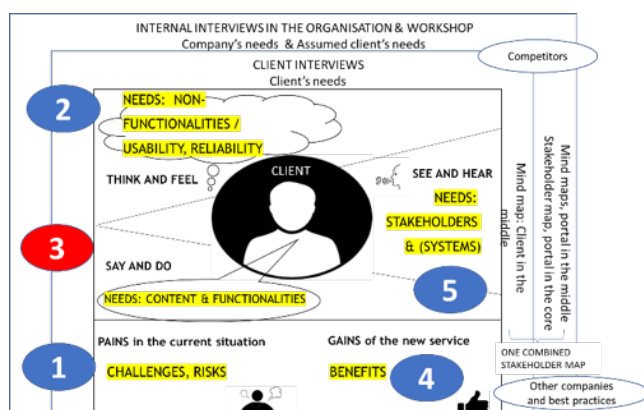 INTERNAL INTERVIEWS IN THE ORGANISATION & WORKSHOP
Company's needs & Assumed client's needs
Competitors
CLIENT INTERVIEWS
Client's needs
2
NEEDS: NON-
FUNCTIONALITIES /
USABILITY, RELIABILITY
THINK AND FEEL
CLIENT
SEE AND HEAR
NEEDS:
STAKEHOLDERS
& (SYSTEMS)
3
SAY AND DO
NEEDS: CONTENT & FUNCTIONALITIES
5
Mind map: Client in the
middle
Mind maps, portal in the middle
Stakeholder map, portal in the core
1
PAINS in the current situation
CHALLENGES, RISKS
GAINS of the new service
BENEFITS
4
ONE COMBINED
STAKEHOLDER MAP
Other companies
and best practices